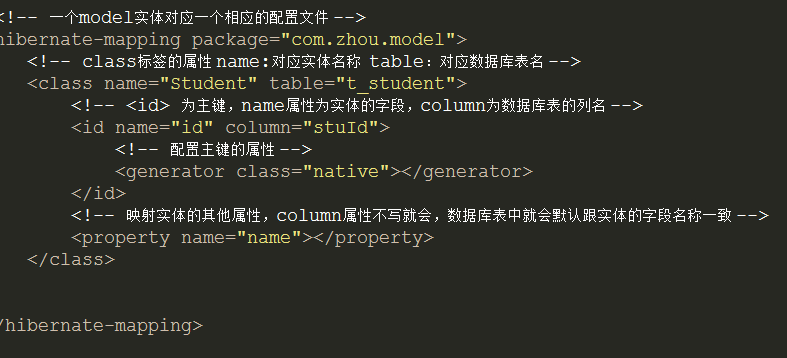 <!-- 一个model实体对应一个相应的配置文件 -->
hibernate-mapping package="com.zhou.model">
<!-- class标签的属性 name:对应实体名称 table：对应数据库表名 -->
<class name="Student" table="t_student">
<!-- <id> 为主键，name属性为实体的字段，column为数据库表的列名 -->
<id name="id" column="stuId">
<!-- 配置主键的属性 -->
<generator class="native"></generator>
</id>
<!-- 映射实体的其他属性，column属性不写就会，数据库表中就会默认跟实体的字段名称一致 -->
<property name="name"></property>
</class>
/hibernate-mapping>